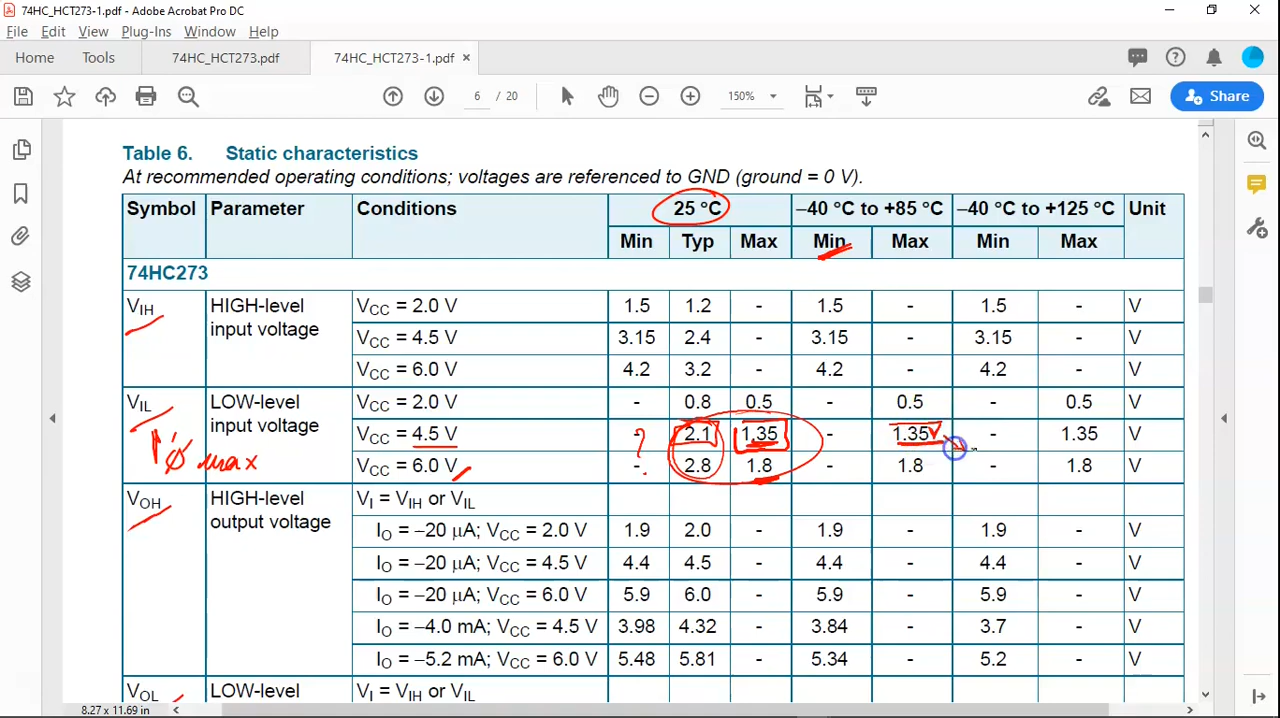 74HC_HCT273-1.pdf - Adobe Acrobat Pro DC
File Edit View Plug-Ins Window Help
Home Tools 74HC_HCT273.pdf 74HC_HCT273-1.pdf ×
6 / 20 150% Share
Table 6. Static characteristics
At recommended operating conditions; voltages are referenced to GND (ground = 0 V).
Symbol Parameter Conditions 25 °C −40 °C to +85 °C −40 °C to +125 °C Unit
Min Typ Max Min Max Min Max
74HC273
VIH HIGH-level input voltage VCC = 2.0 V 1.5 1.2 - 1.5 - 1.5 - V
VCC = 4.5 V 3.15 2.4 - 3.15 - 3.15 - V
VCC = 6.0 V 4.2 3.2 - 4.2 - 4.2 - V
VIL LOW-level input voltage VCC = 2.0 V - 0.8 0.5 - 0.5 - 0.5 V
VCC = 4.5 V - 2.1 1.35 - 1.35 V - 1.35 V
? 
VCC = 6.0 V - 2.8 1.8 - 1.8 - 1.8 V
max
VOH HIGH-level output voltage VI = VIH or VIL
IO = −20 μA; VCC = 2.0 V 1.9 2.0 - 1.9 - 1.9 - V
IO = −20 μA; VCC = 4.5 V 4.4 4.5 - 4.4 - 4.4 - V
IO = −20 μA; VCC = 6.0 V 5.9 6.0 - 5.9 - 5.9 - V
IO = −4.0 mA; VCC = 4.5 V 3.98 4.32 - 3.84 - 3.7 - V
IO = −5.2 mA; VCC = 6.0 V 5.48 5.81 - 5.34 - 5.2 - V
VOL LOW-level VI = VIH or VIL
8.27 x 11.69 in